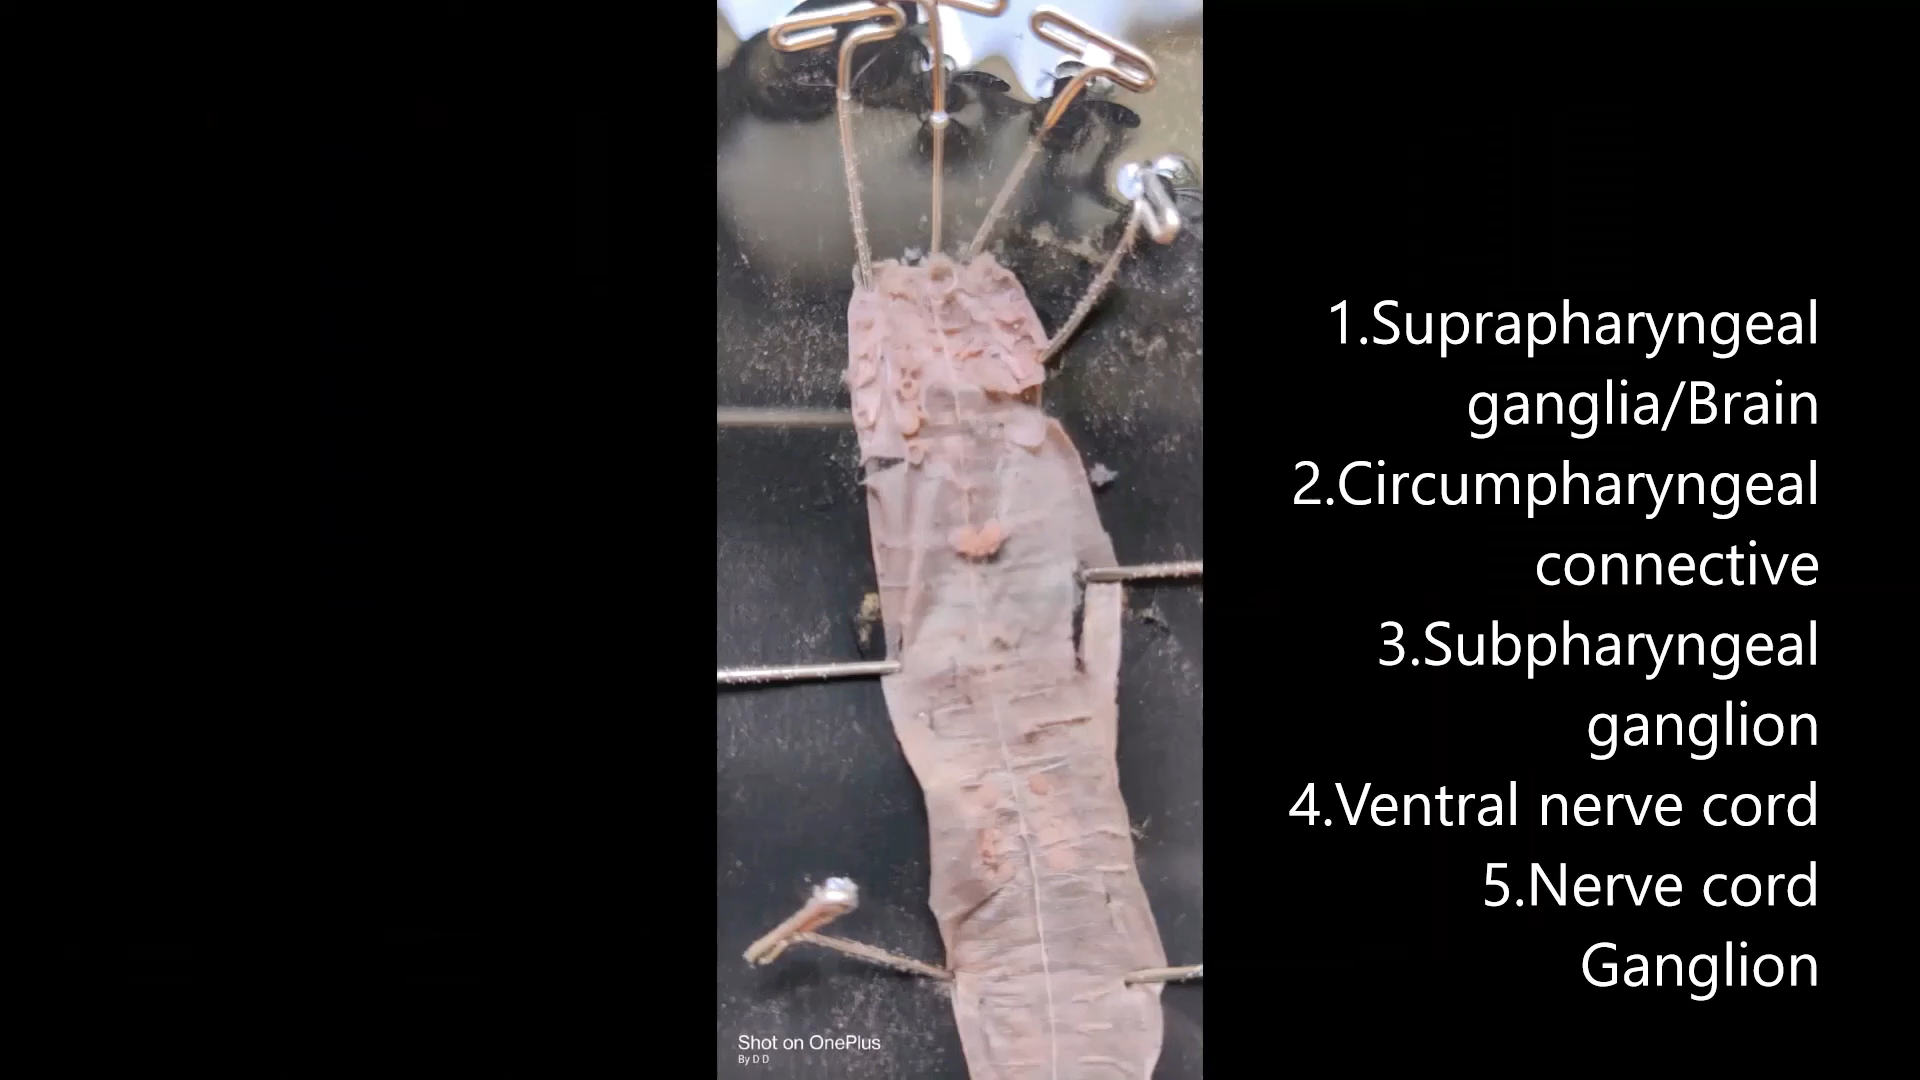 1.Suprapharyngeal
ganglia/Brain
2.Circumpharyngeal
connective
3.Subpharyngeal
ganglion
4.Ventral nerve cord
5.Nerve cord
Ganglion
Shot on OnePlus
By D D